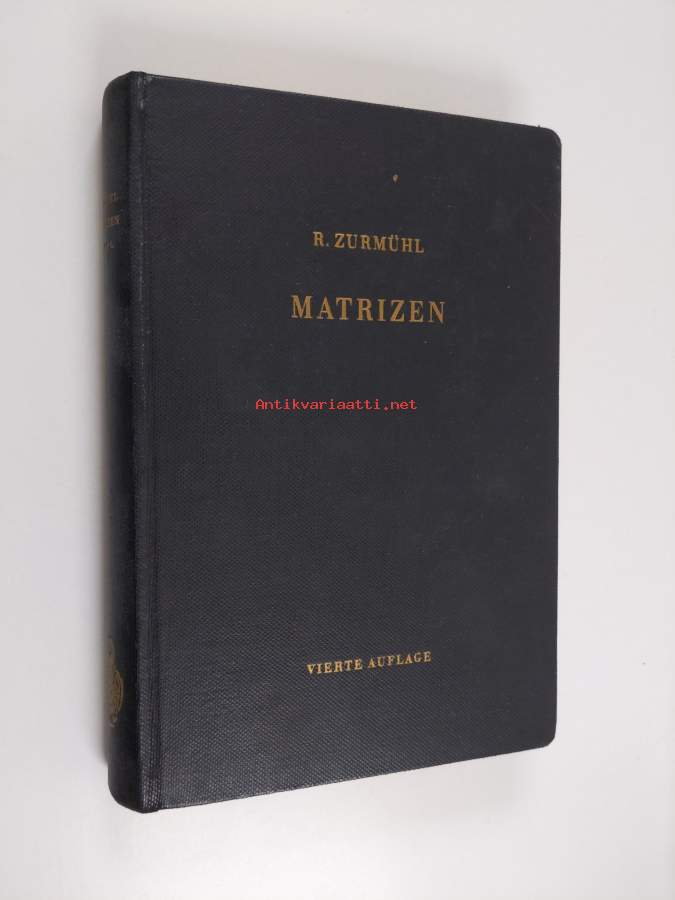 R. ZURMÜHL
MATRIZEN
Antikvariaatti.net
VIERTE AUFLAGE